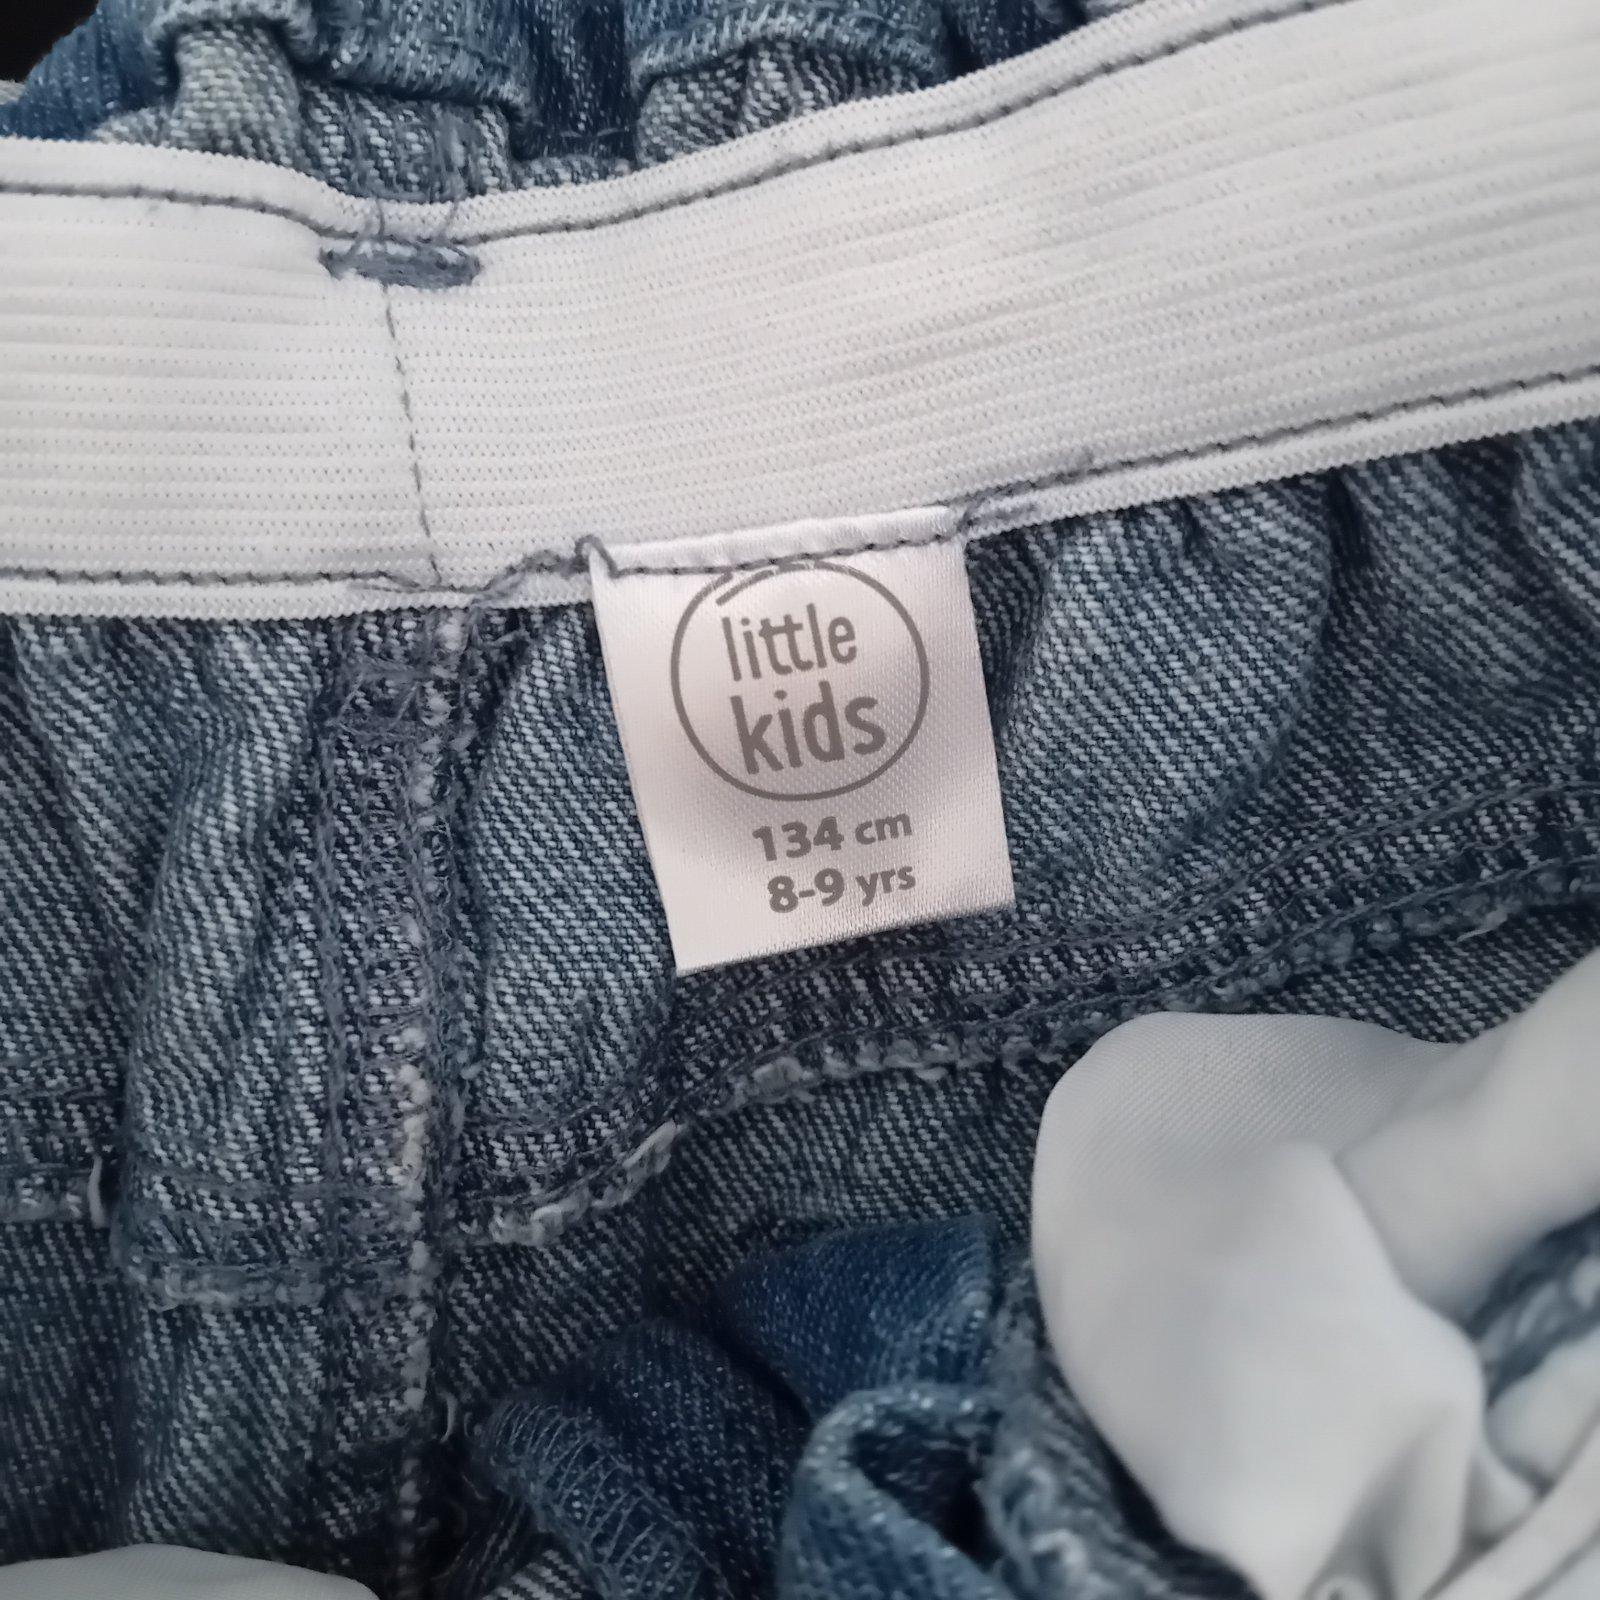 little
kids
134 cm
8-9 yrs